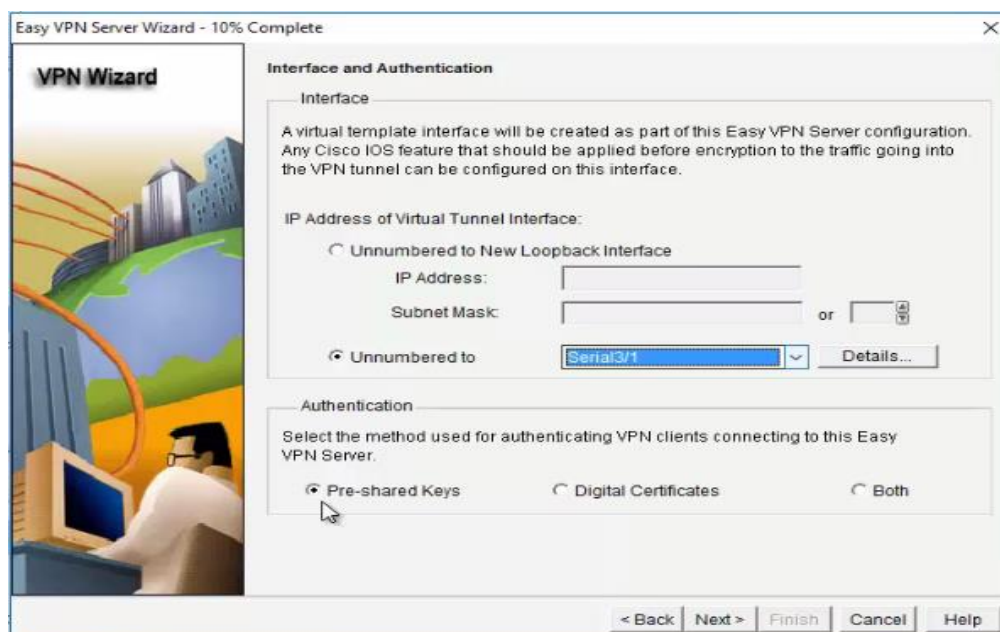 Easy VPN Server Wizard - 10% Complete
VPN Wizard
Interface and Authentication
Interface
A virtual template interface will be created as part of this Easy VPN Server configuration.
Any Cisco IOS feature that should be applied before encryption to the traffic going into
the VPN tunnel can be configured on this interface.
IP Address of Virtual Tunnel Interface:
Unnumbered to New Loopback Interface
IP Address:
Subnet Mask: or
Unnumbered to Serial3/1 Details...
Authentication
Select the method used for authenticating VPN clients connecting to this Easy
VPN Server.
Pre-shared Keys Digital Certificates Both
< Back Next > Finish Cancel Help